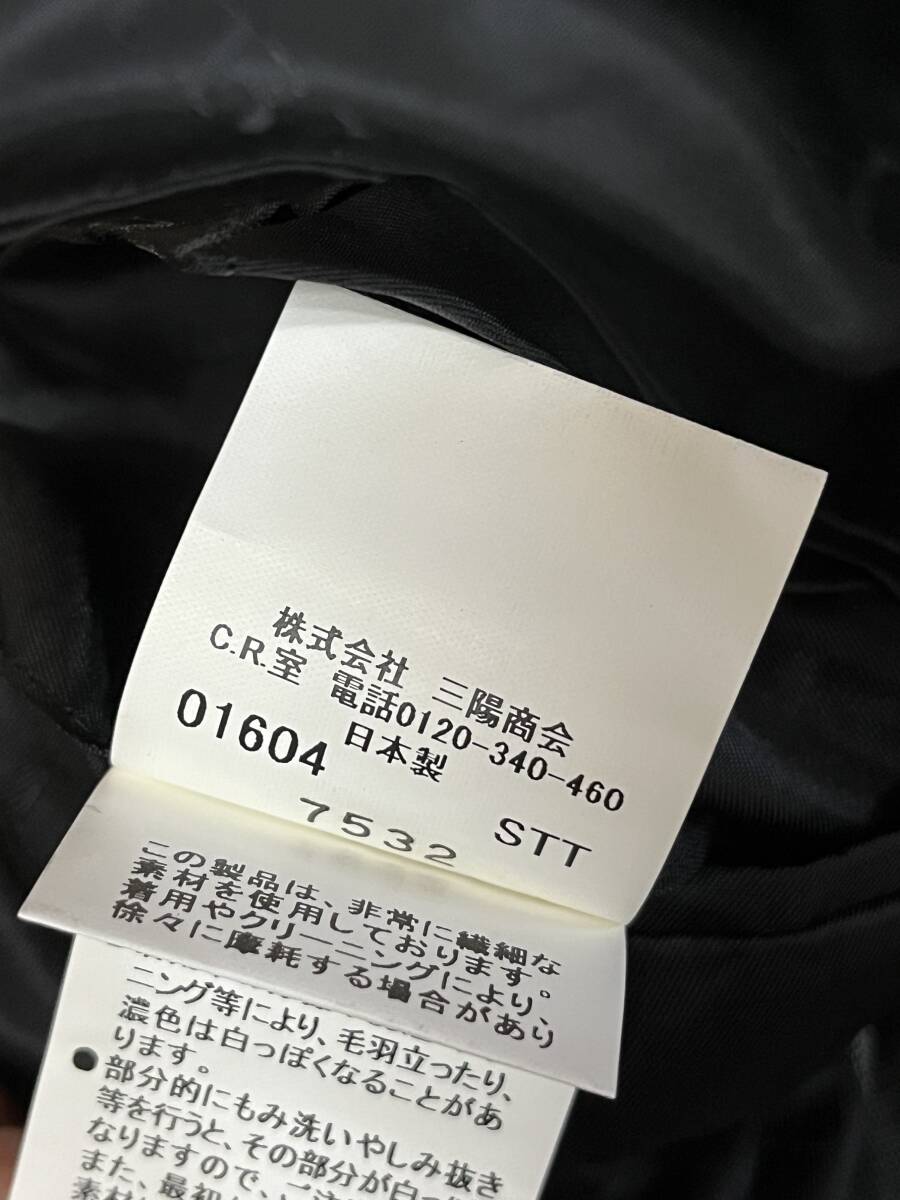 株式会社 三陽商会
C.R.室 電話0120-340-460
01604 日本製
7532 STT
この製品は、非常に繊細な
素材を使用しております。
着用やクリーニングにより、
徐々に摩耗する場合があり
ニング等により、毛羽立ったり、
濃色は白っぽくなることがあ
ります。
●部分的にもみ洗いやしみ抜き
等を行うと、その部分が白っ
なりますので、ご注
また、最初
素材